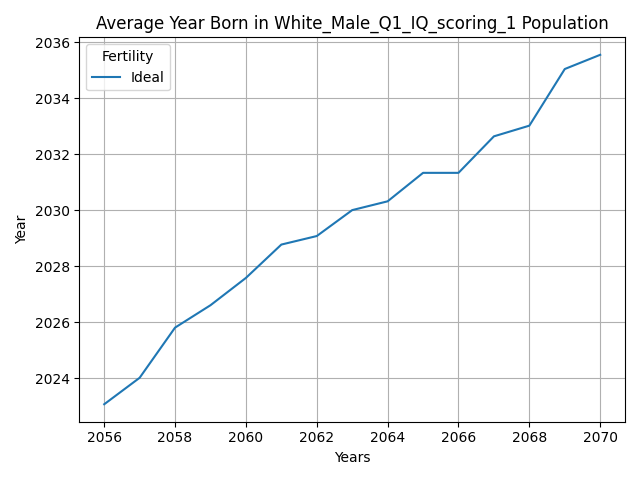 Average Year Born in White_Male_Q1_IQ_scoring_1 Population
Fertility
Ideal
2036
2034
2032
2030
2028
2026
2024
Year
2056 2058 2060 2062 2064 2066 2068 2070
Years